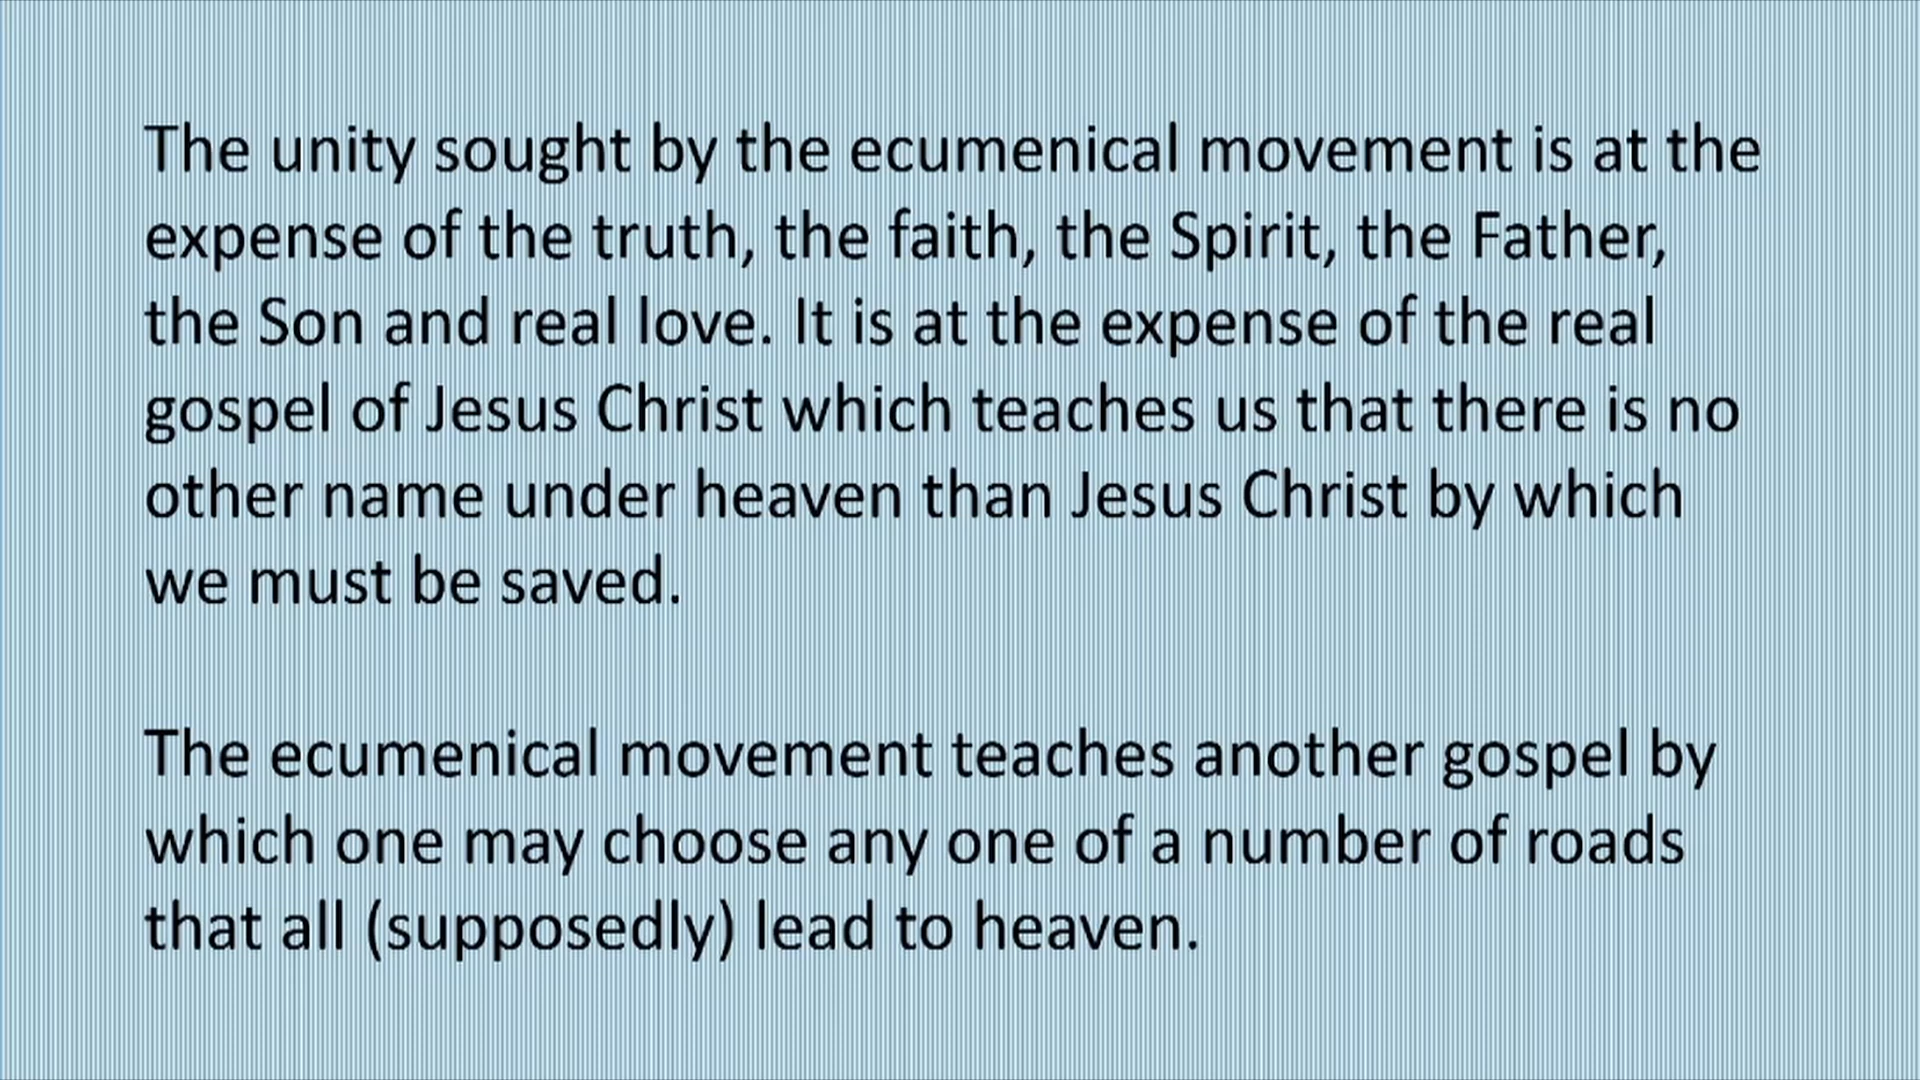 The unity sought by the ecumenical movement is at the
expense of the truth, the faith, the Spirit, the Father,
the Son and real love. It is at the expense of the real
gospel of Jesus Christ which teaches us that there is no
other name under heaven than Jesus Christ by which
we must be saved.
The ecumenical movement teaches another gospel by
which one may choose any one of a number of roads
that all (supposedly) lead to heaven.